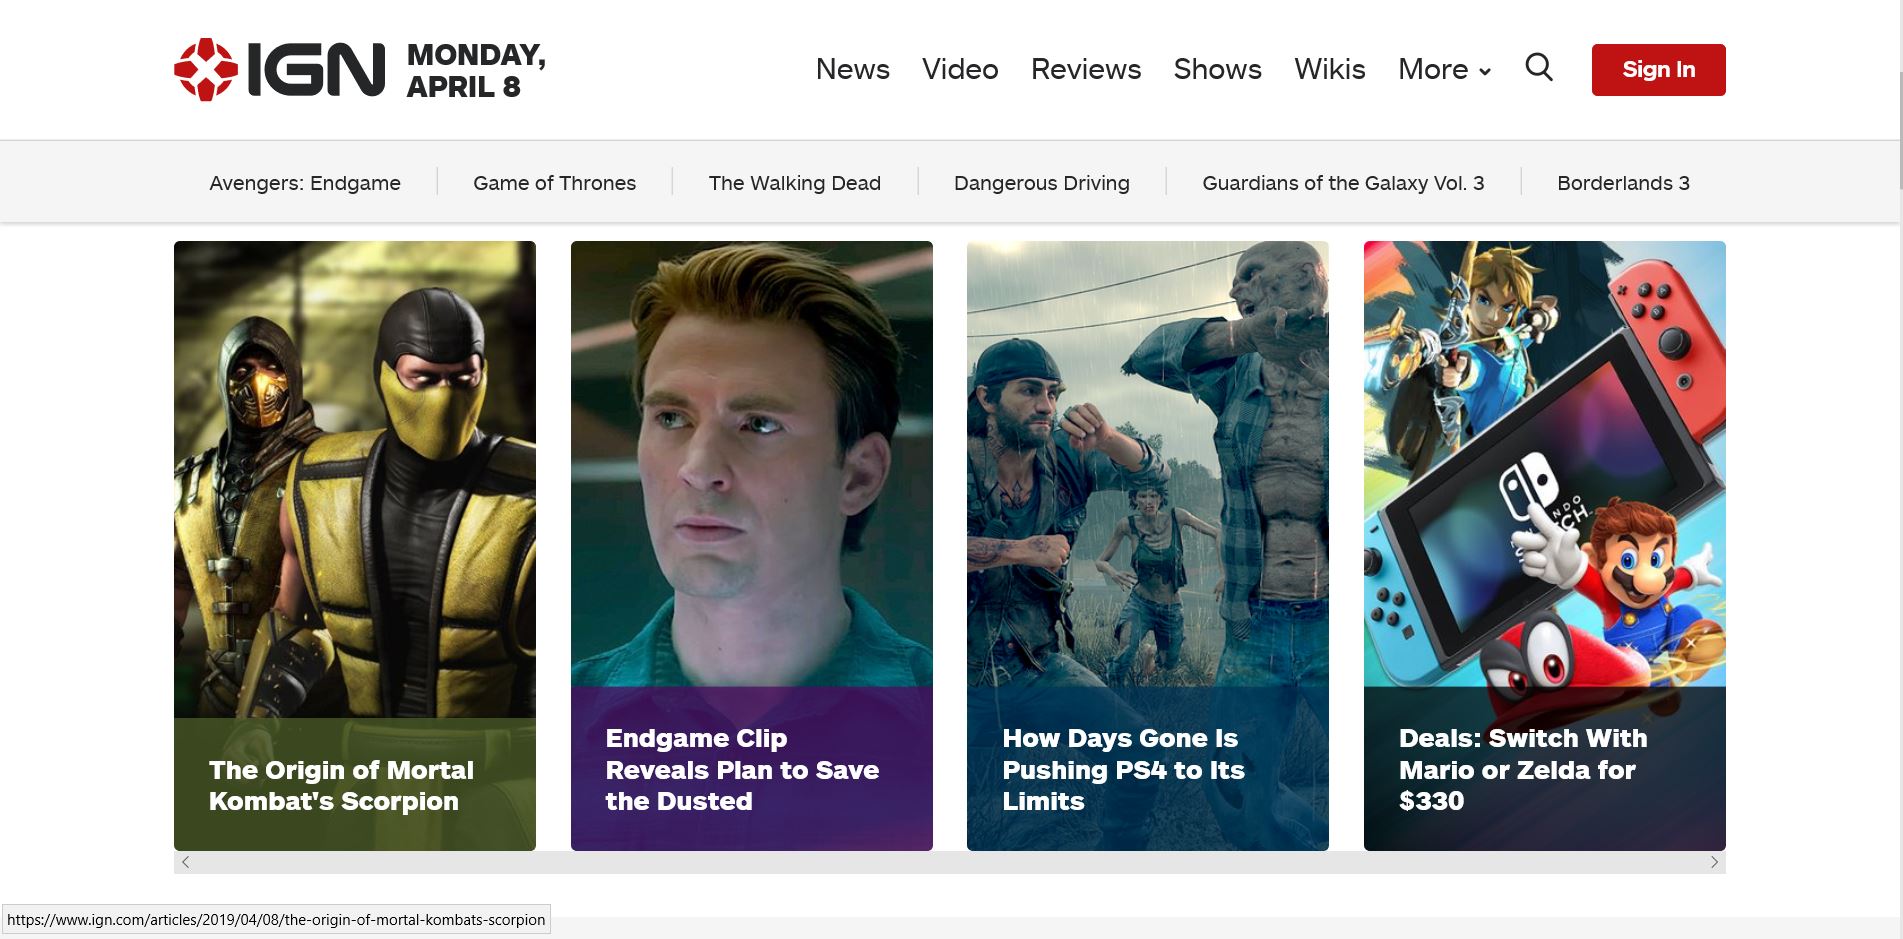 IGN
MONDAY,
APRIL 8
News
Video
Reviews
Shows
Wikis
More
Sign In
Avengers: Endgame
Game of Thrones
The Walking Dead
Dangerous Driving
Guardians of the Galaxy Vol. 3
Borderlands 3
The Origin of Mortal
Kombat's Scorpion
Endgame Clip
Reveals Plan to Save
the Dusted
How Days Gone Is
Pushing PS4 to Its
Limits
Deals: Switch With
Mario or Zelda for
$330
https://www.ign.com/articles/2019/04/08/the-origin-of-mortal-kombats-scorpion